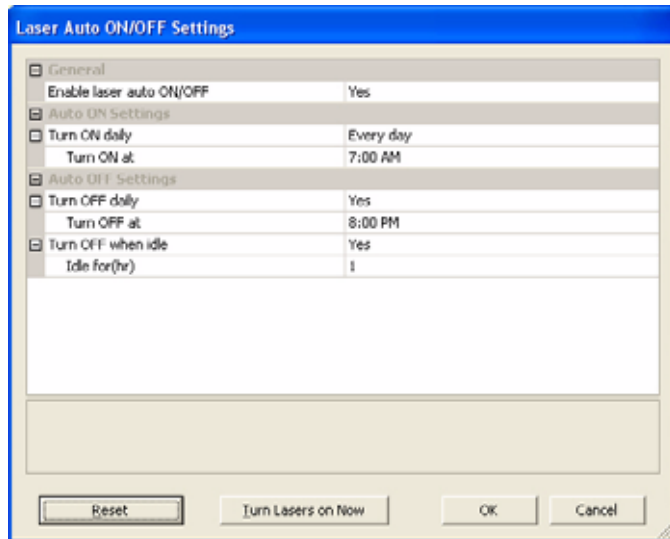 Laser Auto ON/OFF Settings
General
Enable laser auto ON/OFF Yes
Auto ON Settings
Turn ON daily Every day
Turn ON at 7:00 AM
Auto OFF Settings
Turn OFF daily Yes
Turn OFF at 8:00 PM
Turn OFF when idle Yes
Idle for(hr) 1
Reset Turn Lasers on Now OK Cancel